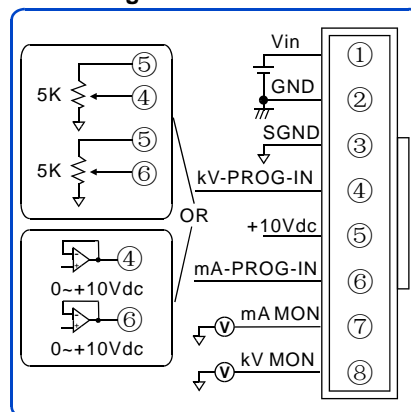 Vin
①
GND
②
SGND
③
kV-PROG-IN
④
+10Vdc
⑤
mA-PROG-IN
⑥
V
mA MON
⑦
V
kV MON
⑧
⑤
5K
④
⑤
5K
⑥
OR
④
0~+10Vdc
⑥
0~+10Vdc